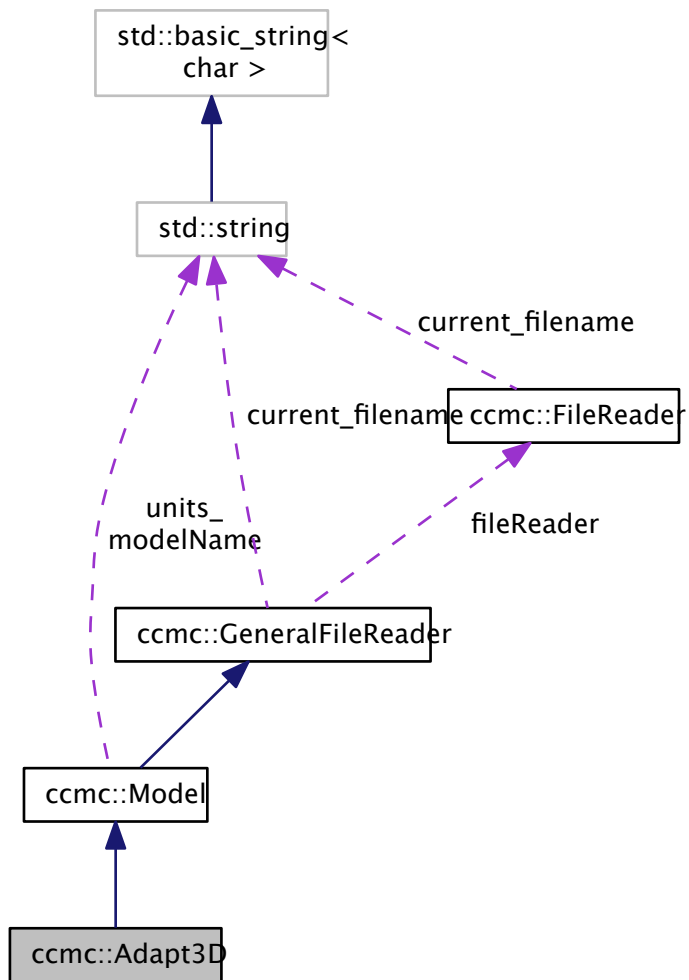 std::basic_string<
char >
std::string
current_filename
current_filename
ccmc::FileReader
units_
modelName
fileReader
ccmc::GeneralFileReader
ccmc::Model
ccmc::Adapt3D